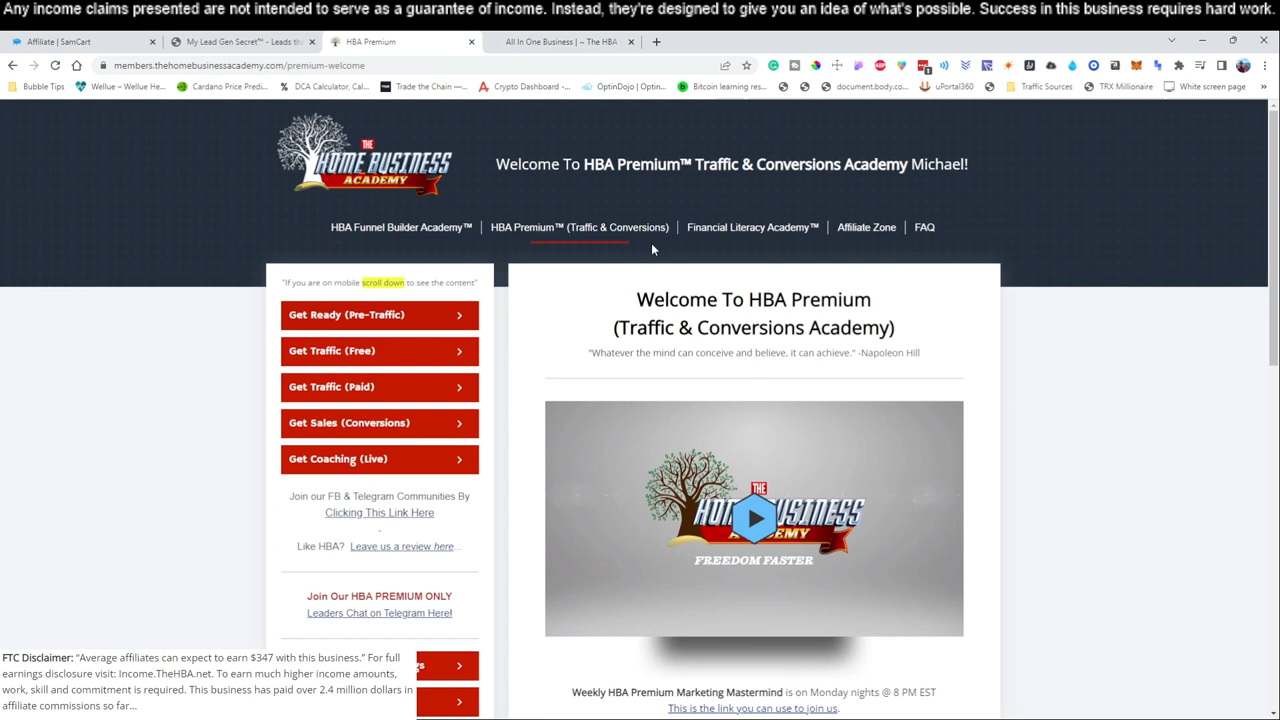 Any income claims presented are not intended to serve as a guarantee of income. Instead, they're designed to give you an idea of what's possible. Success in this business requires hard work.
Affiliate | SamCart
My Lead Gen Secret™ - Leads th
HBA Premium
All In One Business | ~ The HBA
members.thehomebusinessacademy.com/premium-welcome
Bubble Tips
Wellue – Wellue He...
Cardano Price Predi...
DCA Calculator, Cal...
Trade the Chain —...
Crypto Dashboard -...
OptinDojo | Optin...
Bitcoin learning res...
document.body.co...
uPortal360
Traffic Sources
TRX Millionaire
White screen page
THE
HOME BUSINESS
ACADEMY
Welcome To HBA Premium™ Traffic & Conversions Academy Michael!
HBA Funnel Builder Academy™
HBA Premium™ (Traffic & Conversions)
Financial Literacy Academy™
Affiliate Zone
FAQ
"If you are on mobile scroll down to see the content"
Get Ready (Pre-Traffic)
Get Traffic (Free)
Get Traffic (Paid)
Get Sales (Conversions)
Get Coaching (Live)
Join our FB & Telegram Communities By
Clicking This Link Here
-
Like HBA? Leave us a review here...
Join Our HBA PREMIUM ONLY
Leaders Chat on Telegram Here!
Welcome To HBA Premium
(Traffic & Conversions Academy)
"Whatever the mind can conceive and believe, it can achieve." -Napoleon Hill
THE
HOME BUSINESS
ACADEMY
FREEDOM FASTER
Weekly HBA Premium Marketing Mastermind is on Monday nights @ 8 PM EST
This is the link you can use to join us.
FTC Disclaimer: "Average affiliates can expect to earn $347 with this business." For full
earnings disclosure visit: Income.TheHBA.net. To earn much higher income amounts,
work, skill and commitment is required. This business has paid over 2.4 million dollars in
affiliate commissions so far...